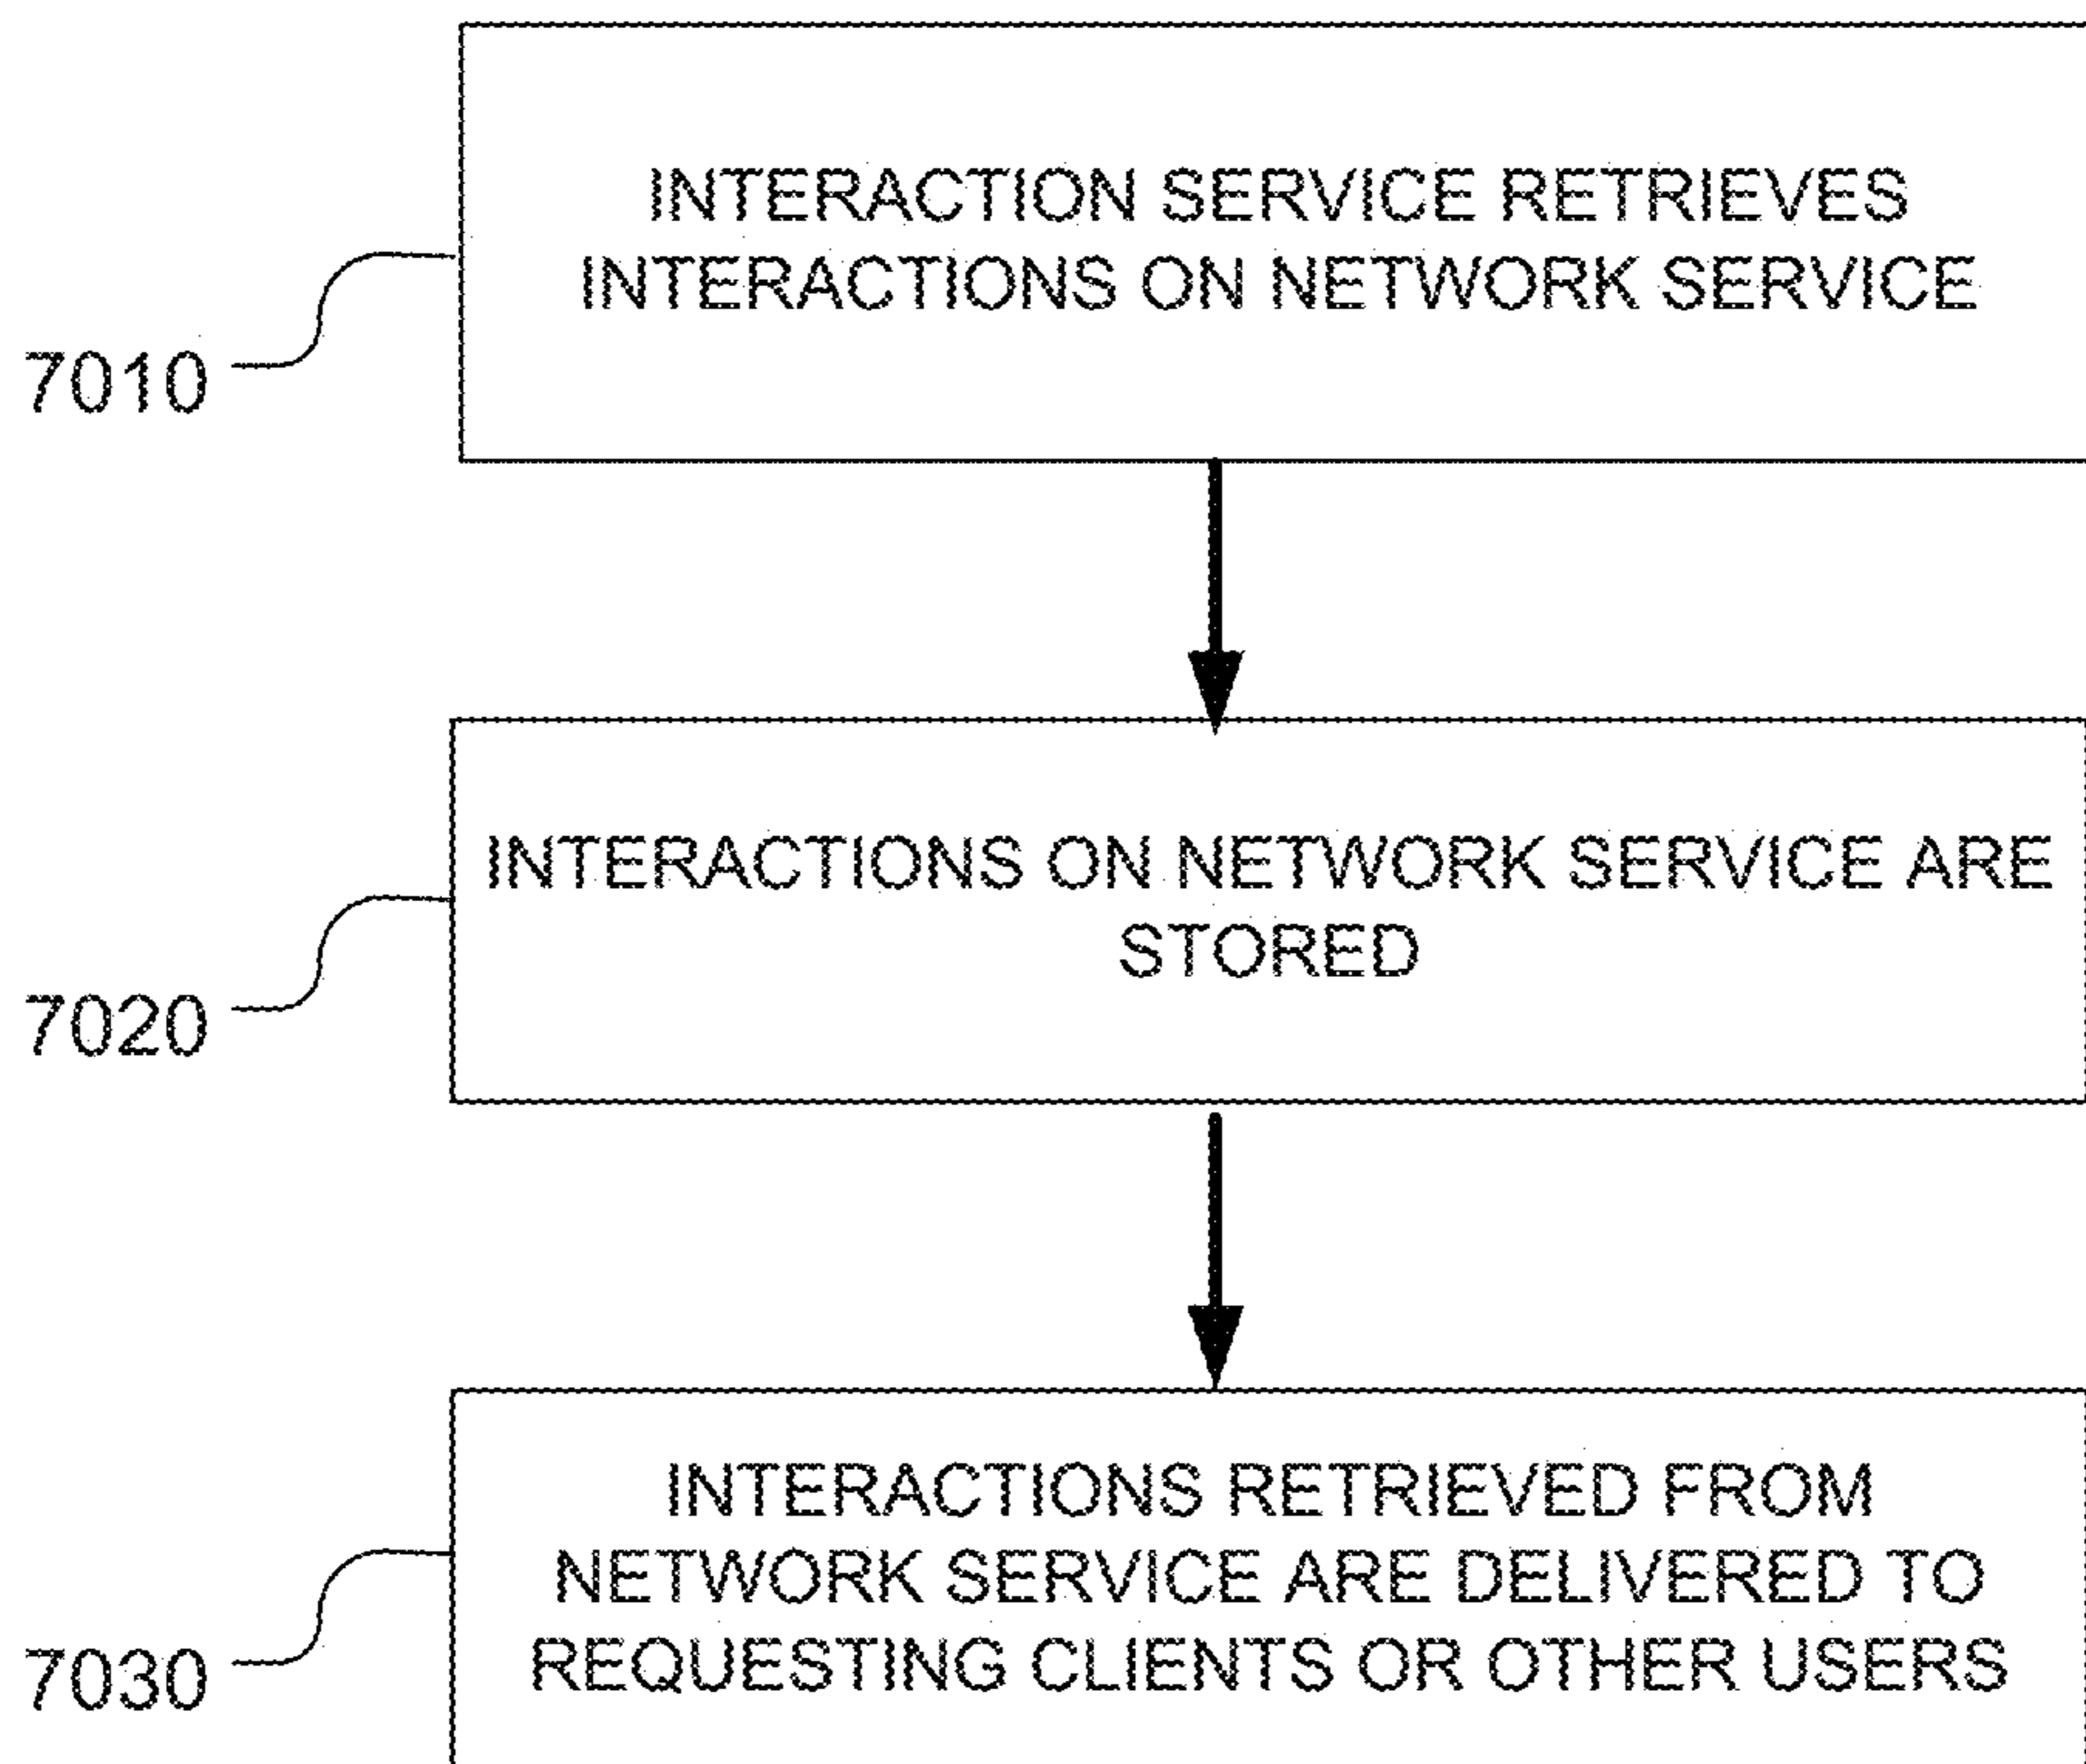 INTERACTION SERVICE RETRIEVES
INTERACTIONS ON NETWORK SERVICE
7010
INTERACTIONS ON NETWORK SERVICE ARE
STORED
7020
INTERACTIONS RETRIEVED FROM
NETWORK SERVICE ARE DELIVERED TO
REQUESTING CLIENTS OR OTHER USERS
7030